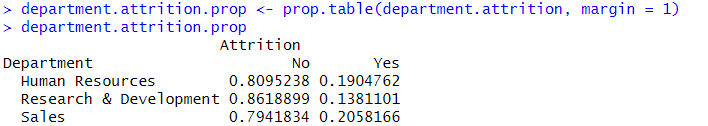 > department.attrition.prop <- prop.table(department.attrition, margin = 1)
> department.attrition.prop
                        Attrition
Department                      No       Yes
  Human Resources        0.8095238 0.1904762
  Research & Development 0.8618899 0.1381101
  Sales                  0.7941834 0.2058166